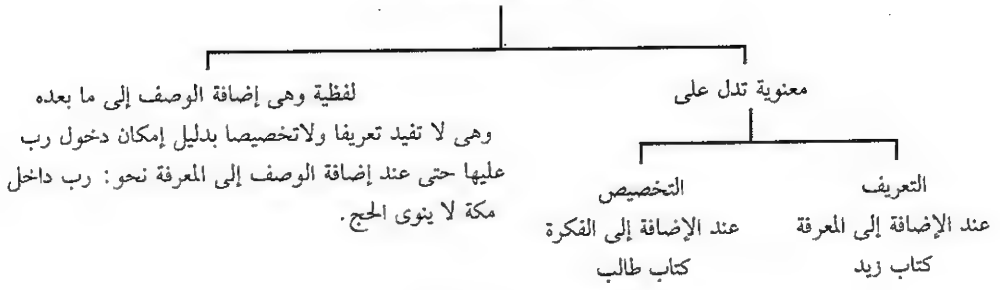 معنوية تدل على
التعريف
عند الإضافة إلى المعرفة
كتاب زيد
التخصيص
عند الإضافة إلى الفكرة
كتاب طالب
لفظية وهى إضافة الوصف إلى ما بعده
وهى لا تفيد تعريفا ولاتخصيصا بدليل إمكان دخول رب
عليها حتى عند إضافة الوصف إلى المعرفة نحو: رب داخل
مكة لا ينوى الحج.